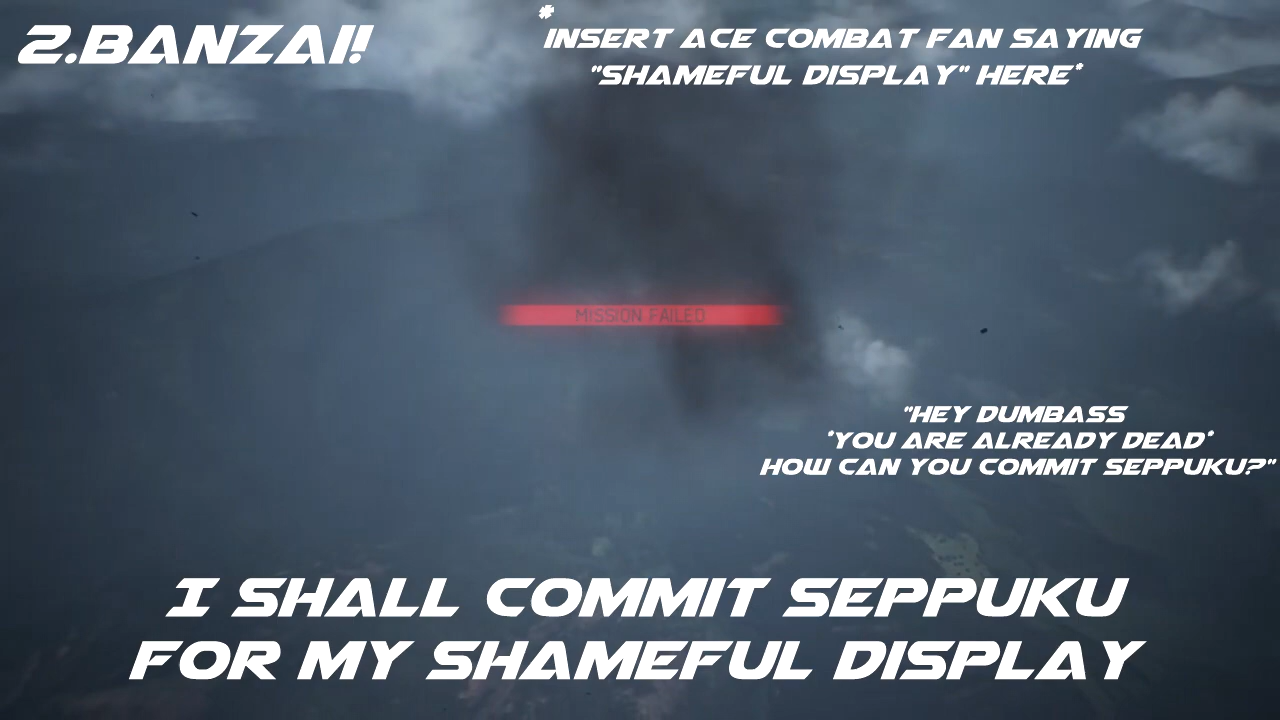 2.BANZAI!
*
INSERT ACE COMBAT FAN SAYING
"SHAMEFUL DISPLAY" HERE*
MISSION FAILED
"HEY DUMBASS
*YOU ARE ALREADY DEAD*
HOW CAN YOU COMMIT SEPPUKU?"
I SHALL COMMIT SEPPUKU
FOR MY SHAMEFUL DISPLAY